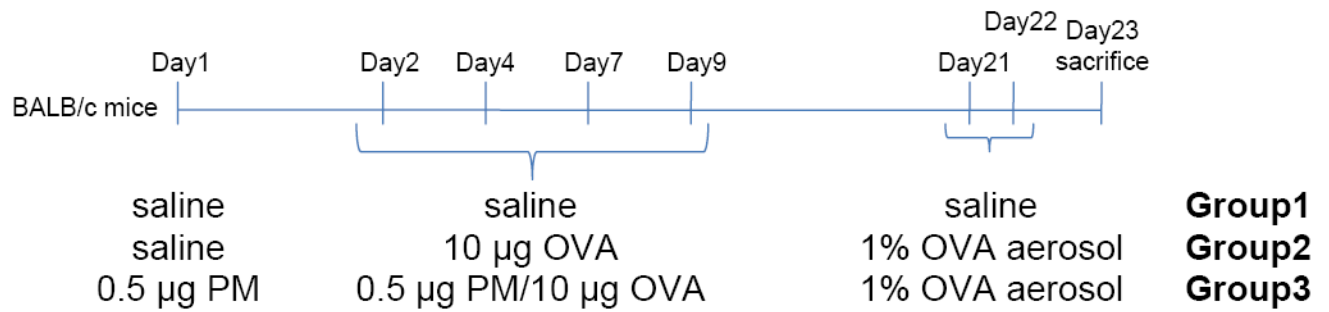 Day22 Day23
Day1 Day2 Day4 Day7 Day9 Day21 sacrifice
BALB/c mice
saline saline saline Group1
saline 10 µg OVA 1% OVA aerosol Group2
0.5 µg PM 0.5 µg PM/10 µg OVA 1% OVA aerosol Group3